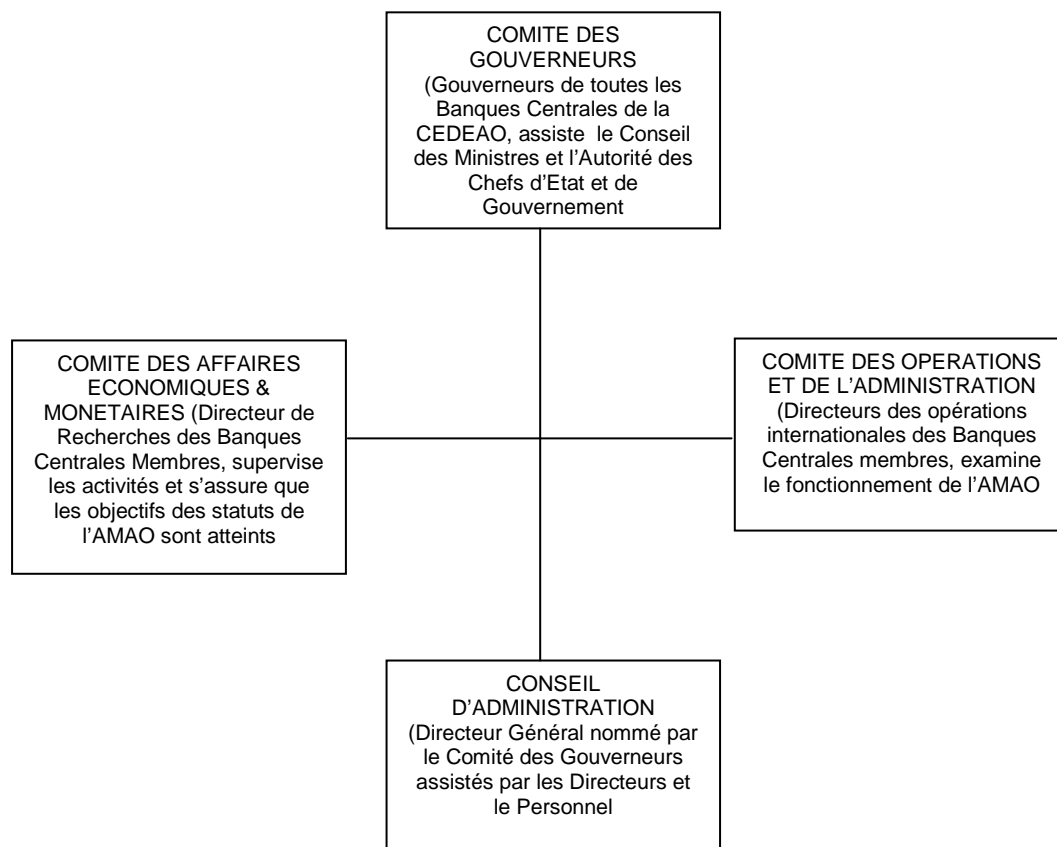 COMITE DES
GOUVERNEURS
(Gouverneurs de toutes les
Banques Centrales de la
CEDEAO, assiste  le Conseil
des Ministres et l'Autorité des
Chefs d'Etat et de
Gouvernement
COMITE DES AFFAIRES
ECONOMIQUES &
MONETAIRES (Directeur de
Recherches des Banques
Centrales Membres, supervise
les activités et s'assure que
les objectifs des statuts de
l'AMAO sont atteints
COMITE DES OPERATIONS
ET DE L'ADMINISTRATION
(Directeurs des opérations
internationales des Banques
Centrales membres, examine
le fonctionnement de l'AMAO
CONSEIL
D'ADMINISTRATION
(Directeur Général nommé par
le Comité des Gouverneurs
assistés par les Directeurs et
le Personnel